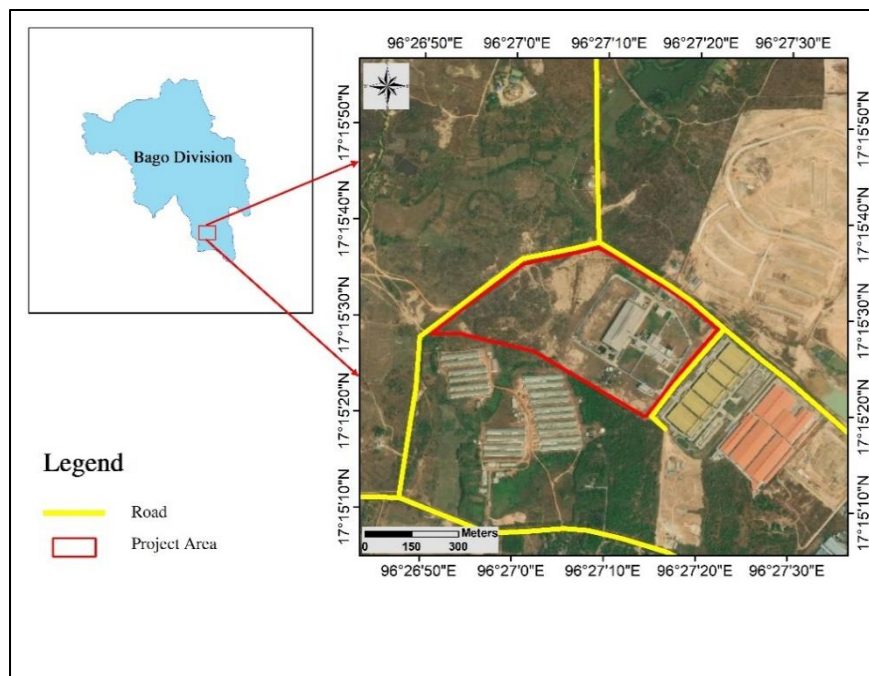 96°26'50"E 96°27'0"E 96°27'10"E 96°27'20"E 96°27'30"E
17°15'50"N 17°15'50"N
Bago Division
17°15'40"N 17°15'40"N
17°15'30"N 17°15'30"N
17°15'20"N 17°15'20"N
Legend
Road
17°15'10"N 17°15'10"N
Project Area
Meters
0 150 300
96°26'50"E 96°27'0"E 96°27'10"E 96°27'20"E 96°27'30"E